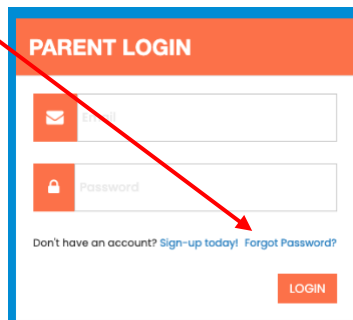 PARENT LOGIN
Email
Password
Don't have an account? Sign-up today! Forgot Password?
LOGIN